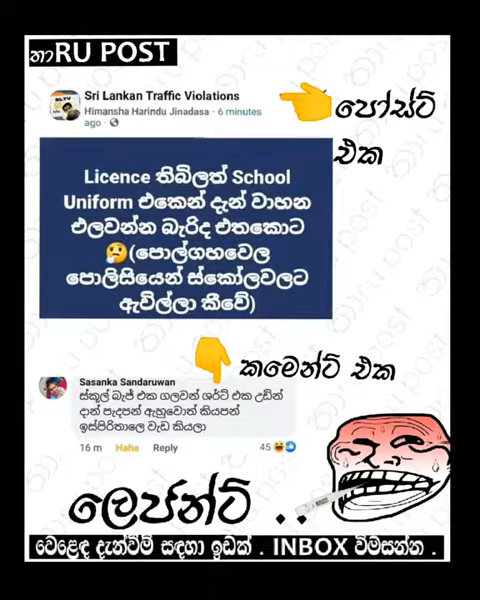 තාRU POST
Sri Lankan Traffic Violations
Himansha Harindu Jinadasa · 6 minutes
ago ·
පෝස්ට්
එක
Licence තිබිලත් School
Uniform එකෙන් දැන් වාහන
එලවන්න බැරිද එතකොට
🤔(පොල්ගහවෙල
පොලිසියෙන් ස්කෝලවලට
ඇවිල්ලා කීවේ)
කමෙන්ට් එක
Sasanka Sandaruwan
ස්කූල් බැජ් එක ගලවන් ශර්ට් එක උඩින්
දාන් පැදපන් ඇහුවොත් කියපන්
ඉස්පිරිතාලෙ වැඩ කියලා
16 m Haha Reply 45
ලෙජන්ට් ..
වෙළෙඳ දැන්වීම් සඳහා ඉඩක් . INBOX විමසන්න .